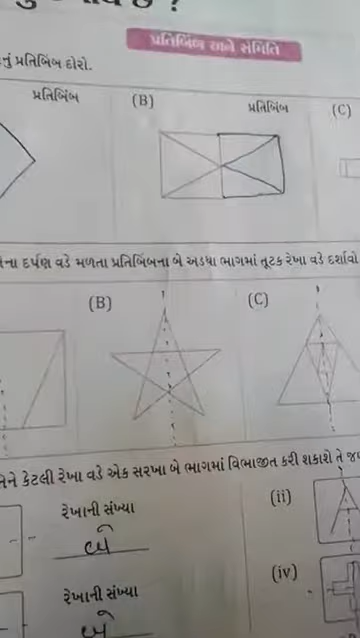 પ્રતિબિંબ અને સંમિતિ
નું પ્રતિબિંબ દોરો.
પ્રતિબિંબ (B) પ્રતિબિંબ (C)
દર્પણ વડે મળતા પ્રતિબિંબના બે અડધા ભાગમાં તૂટક રેખા વડે દર્શાવો
(B) (C)
કેટલી રેખા વડે એક સરખા બે ભાગમાં વિભાજીત કરી શકાશે તે
રેખાની સંખ્યા (ii)
બે
રેખાની સંખ્યા (iv)
બે